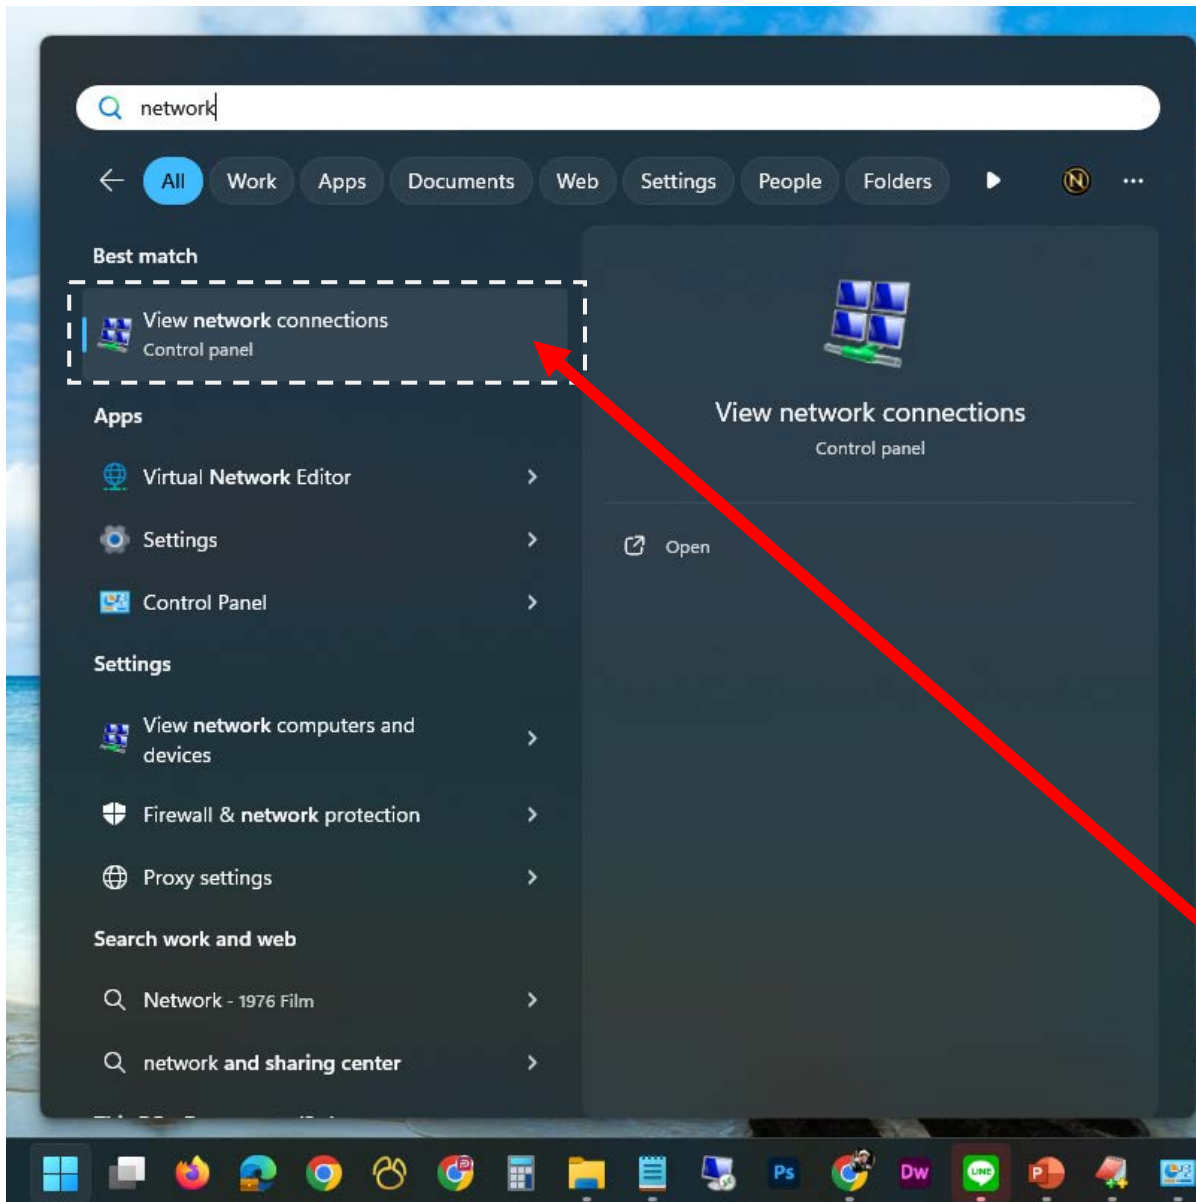 network
All Work Apps Documents Web Settings People Folders N
Best match
View network connections
Control panel
View network connections
Control panel
Apps
Virtual Network Editor
Settings
Open
Control Panel
Settings
View network computers and
devices
Firewall & network protection
Proxy settings
Search work and web
Network - 1976 Film
network and sharing center
Ps Dw LINE P